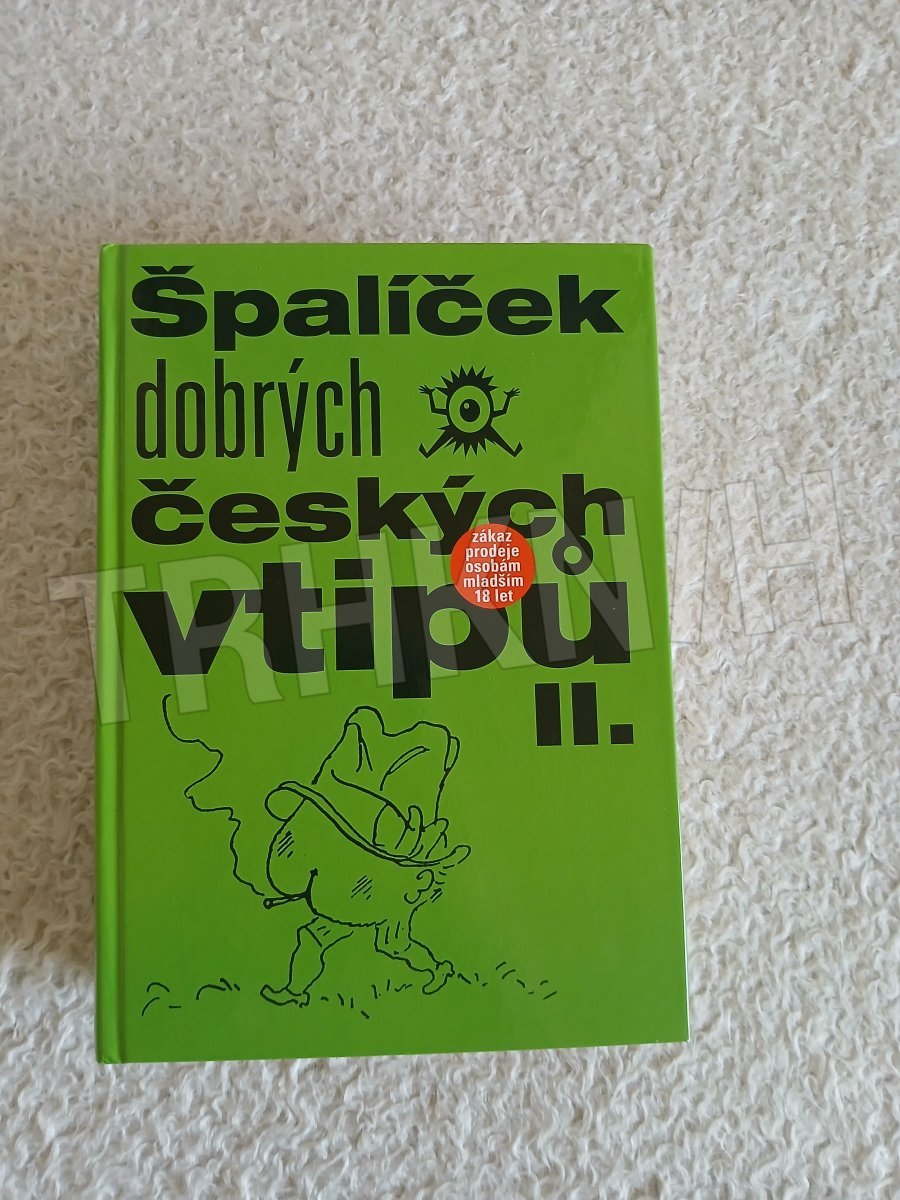 Špalíček
dobrých
českých
vtipů
zákaz
prodeje
osobám
mladším
18 let
II.